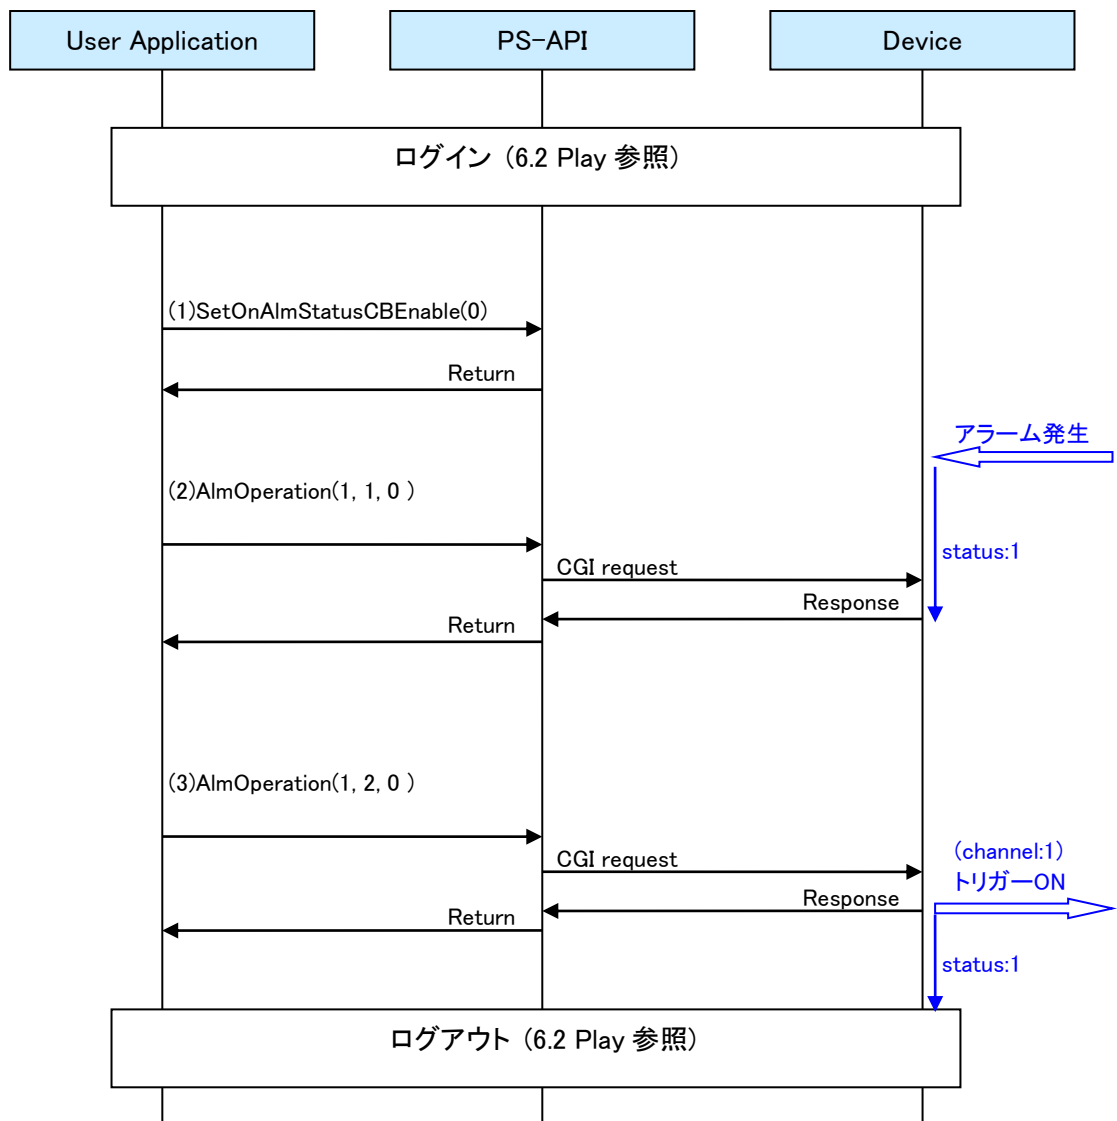 User Application
PS-API
Device
ログイン (6.2 Play 参照)
(1)SetOnAlmStatusCBEnable(0)
Return
アラーム発生
(2)AlmOperation(1, 1, 0 )
status:1
CGI request
Response
Return
(3)AlmOperation(1, 2, 0 )
(channel:1)
トリガーON
CGI request
Response
Return
status:1
ログアウト (6.2 Play 参照)